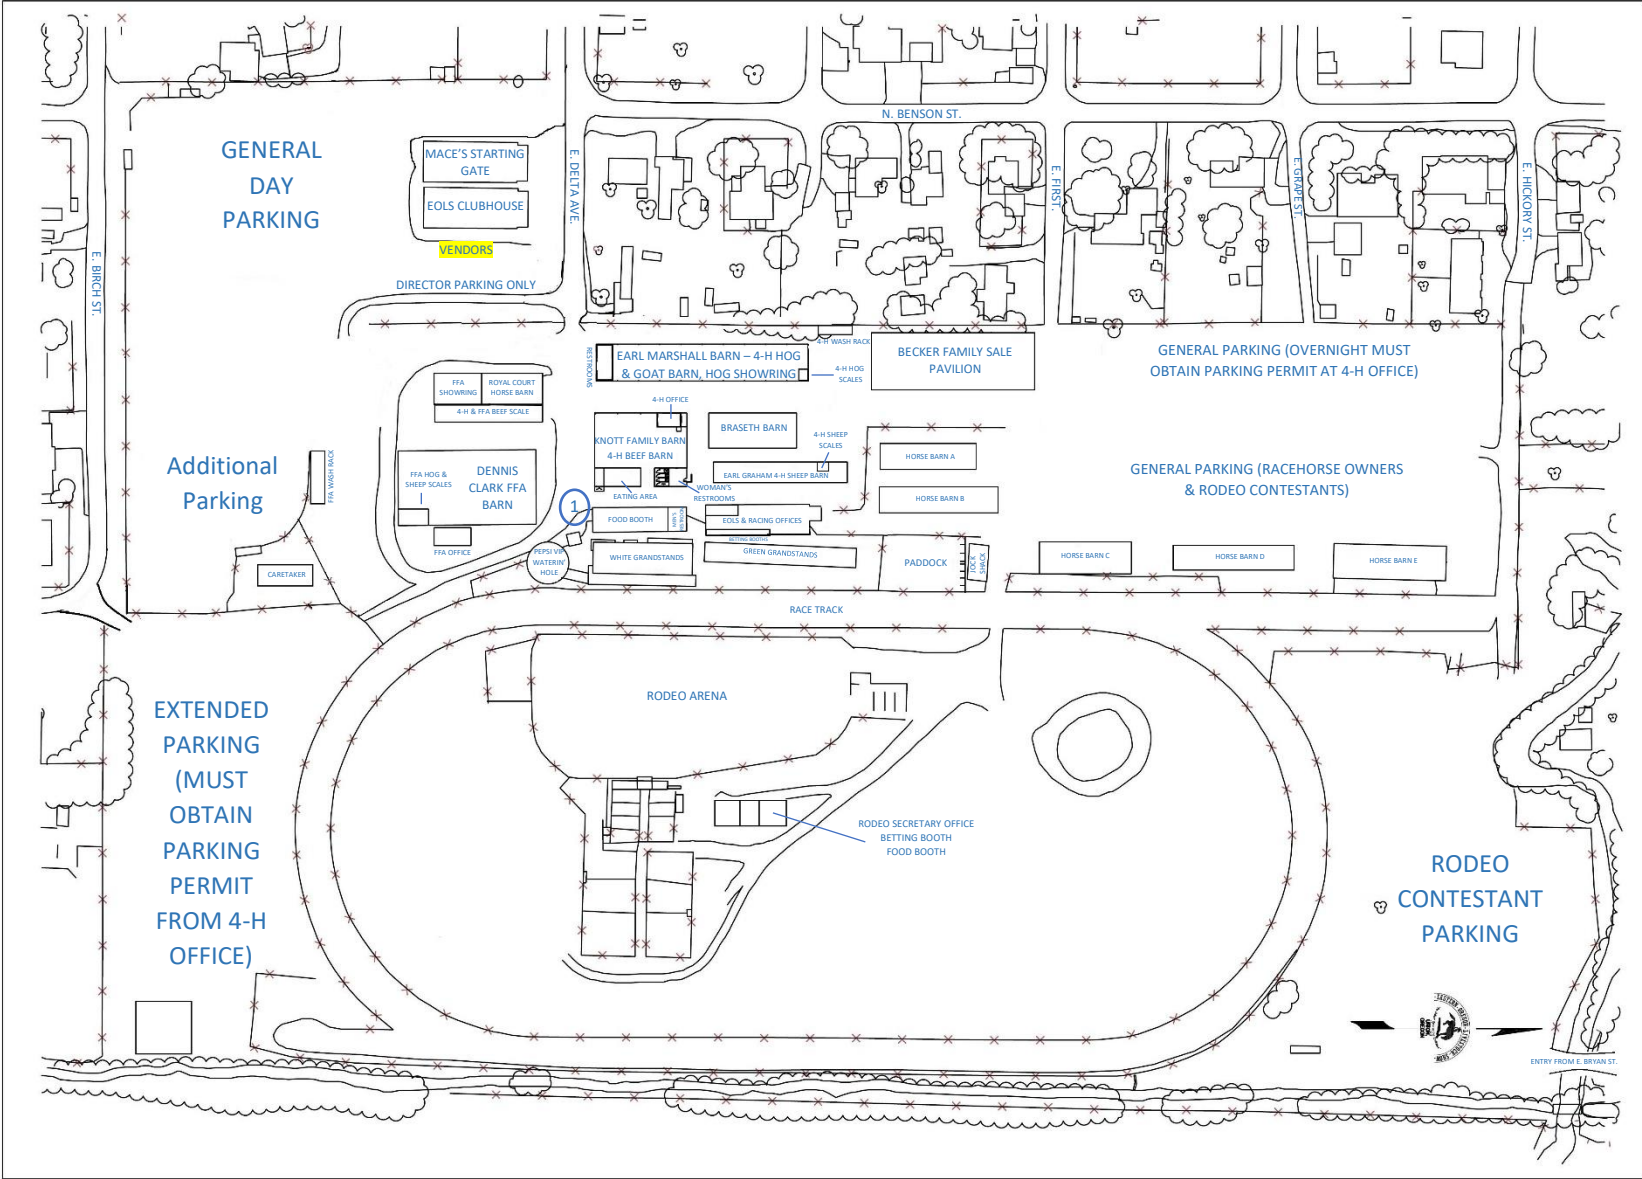 N. BENSON ST.
GENERAL
DAY
PARKING
MACE'S STARTING
GATE
EOLS CLUBHOUSE
VENDORS
DIRECTOR PARKING ONLY
E. BIRCH ST.
E. DELTA AVE.
E. FIRST.
E. GRAPE ST.
E. HICKORY ST.
RESTROOMS
EARL MARSHALL BARN – 4-H HOG
& GOAT BARN, HOG SHOWRING
4-H WASH RACK
4-H HOG
SCALES
BECKER FAMILY SALE
PAVILION
GENERAL PARKING (OVERNIGHT MUST
OBTAIN PARKING PERMIT AT 4-H OFFICE)
FFA
SHOWRING
ROYAL COURT
HORSE BARN
4-H & FFA BEEF SCALE
4-H OFFICE
KNOTT FAMILY BARN
4-H BEEF BARN
BRASETH BARN
4-H SHEEP
SCALES
EARL GRAHAM 4-H SHEEP BARN
HORSE BARN A
HORSE BARN B
GENERAL PARKING (RACEHORSE OWNERS
& RODEO CONTESTANTS)
Additional
Parking
FFA WASH RACK
FFA HOG &
SHEEP SCALES
DENNIS
CLARK FFA
BARN
FFA OFFICE
EATING AREA
WOMAN'S
RESTROOMS
1
FOOD BOOTH
MEN'S
RESTROOM
EOLS & RACING OFFICES
BETTING BOOTHS
PEPSI VIP
WATERIN'
HOLE
WHITE GRANDSTANDS
GREEN GRANDSTANDS
PADDOCK
JOCK
SHACK
HORSE BARN C
HORSE BARN D
HORSE BARN E
CARETAKER
RACE TRACK
RODEO ARENA
EXTENDED
PARKING
(MUST
OBTAIN
PARKING
PERMIT
FROM 4-H
OFFICE)
RODEO SECRETARY OFFICE
BETTING BOOTH
FOOD BOOTH
RODEO
CONTESTANT
PARKING
ENTRY FROM E. BRYAN ST.